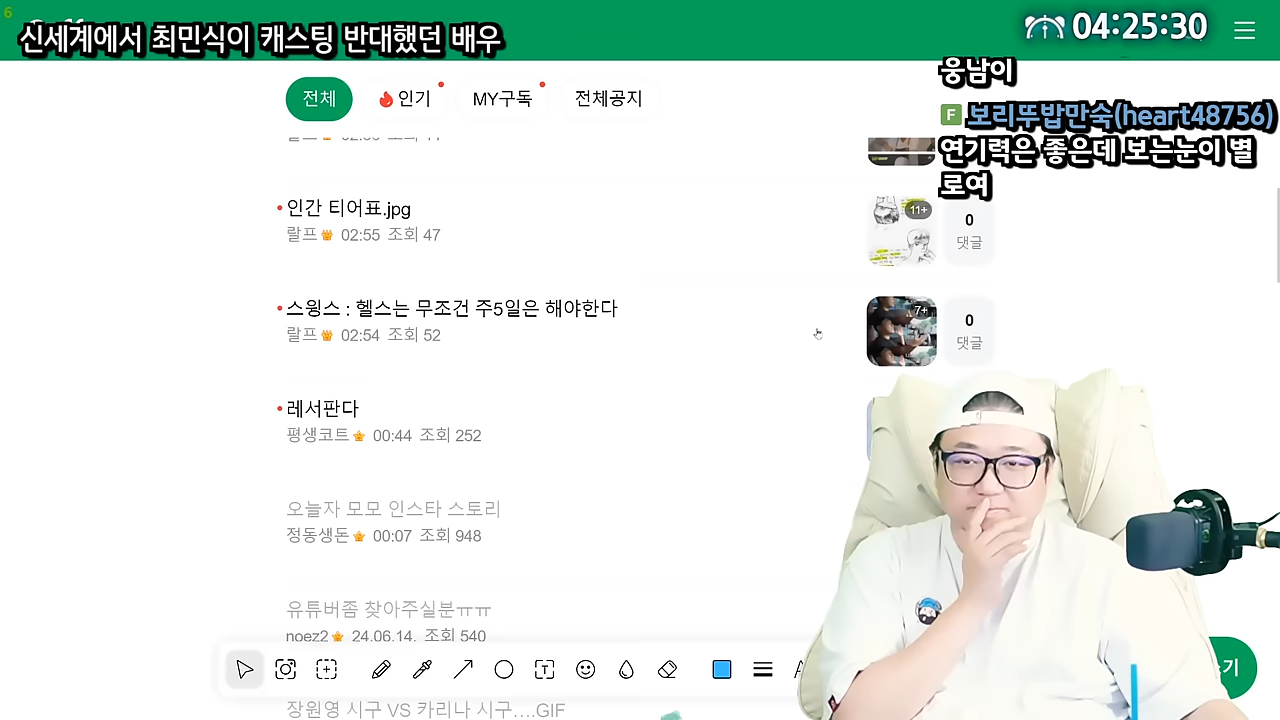 6
신세계에서 최민식이 캐스팅 반대했던 배우
04:25:30
전체
인기
MY구독
전체공지
웅남이
F 보리뚜밥만숙(heart48756)
연기력은 좋은데 보는눈이 별
로여
인간 티어표.jpg
랄프 02:55 조회 47
11+
0
댓글
스윙스 : 헬스는 무조건 주5일은 해야한다
랄프 02:54 조회 52
7+
0
댓글
레서판다
평생코트 00:44 조회 252
오늘자 모모 인스타 스토리
정동생돈 00:07 조회 948
유튜버좀 찾아주실분ㅠㅠ
noez2 24.06.14. 조회 540
T
장원영 시구 VS 카리나 시구....GIF
기